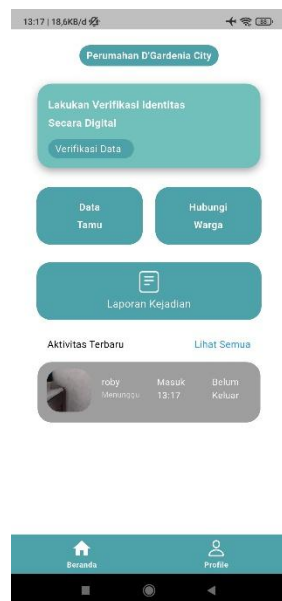 13:17 | 18,6KB/d
Perumahan D'Gardenia City
Lakukan Verifikasi Identitas
Secara Digital
Verifikasi Data
Data
Tamu
Hubungi
Warga
Laporan Kejadian
Aktivitas Terbaru
Lihat Semua
roby Masuk Belum
Menunggu 13:17 Keluar
Beranda
Profile